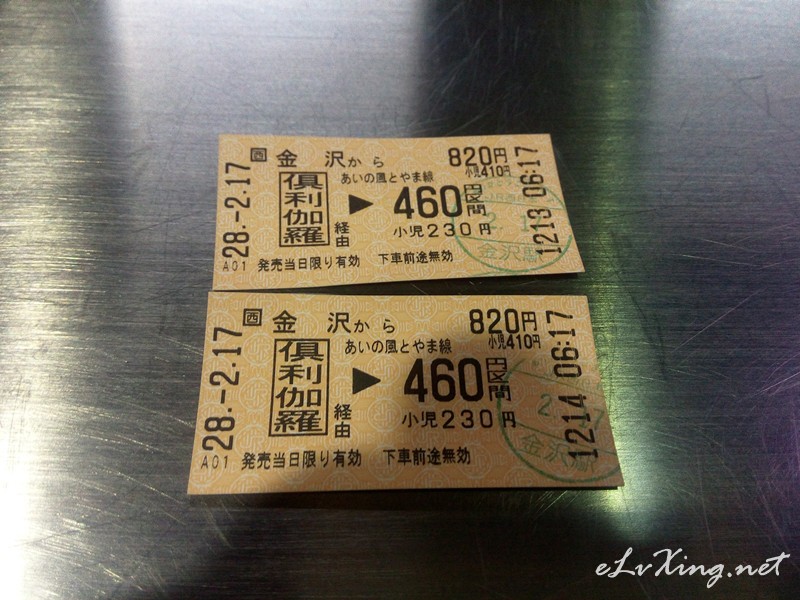 西 金 沢から 820円
小児410円
28.-2.17
倶利伽羅 経由
あいの風とやま線
▶ 460円区間
小児230円
A01 発売当日限り有効 下車前途無効
1213 06:17
金沢駅
西 金 沢から 820円
小児410円
28.-2.17
倶利伽羅 経由
あいの風とやま線
▶ 460円区間
小児230円
A01 発売当日限り有効 下車前途無効
1214 06:17
金沢駅
eLvXing.net